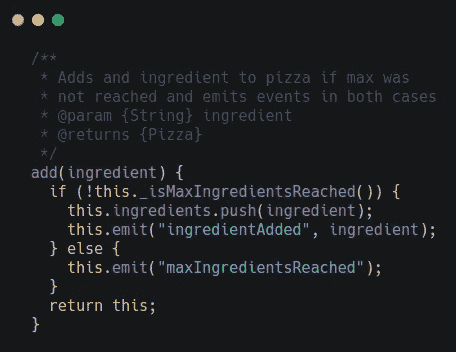 /**
 * Adds and ingredient to pizza if max was
 * not reached and emits events in both cases
 * @param {String} ingredient
 * @returns {Pizza}
 */
add(ingredient) {
  if (!this._isMaxIngredientsReached()) {
    this.ingredients.push(ingredient);
    this.emit("ingredientAdded", ingredient);
  } else {
    this.emit("maxIngredientsReached");
  }
  return this;
}